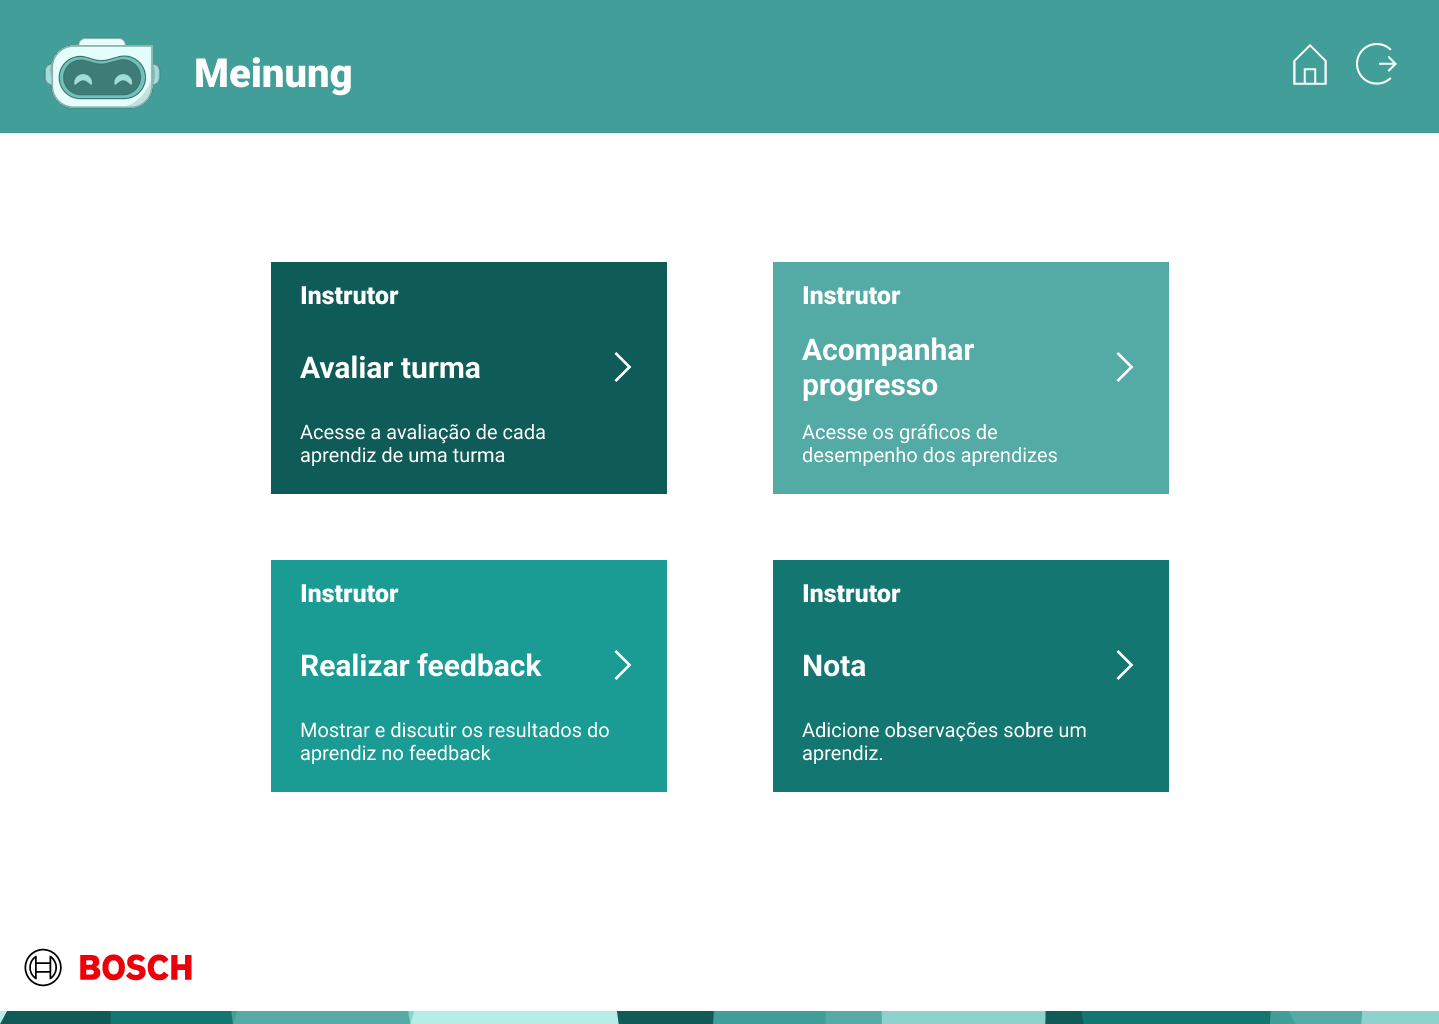 Meinung
Instrutor
Avaliar turma
Acesse a avaliação de cada
aprendiz de uma turma
Instrutor
Acompanhar
progresso
Acesse os gráficos de
desempenho dos aprendizes
Instrutor
Realizar feedback
Mostrar e discutir os resultados do
aprendiz no feedback
Instrutor
Nota
Adicione observações sobre um
aprendiz.
BOSCH